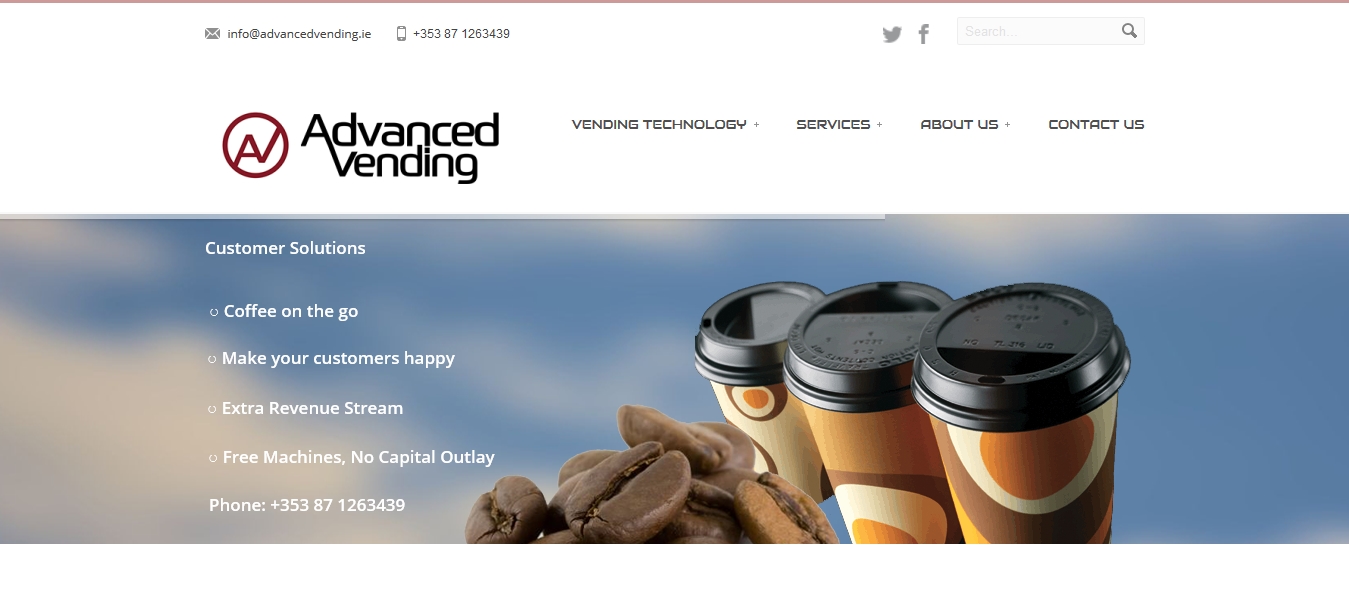 info@advancedvending.ie
+353 87 1263439
Search...
Advanced
Vending
VENDING TECHNOLOGY +
SERVICES +
ABOUT US +
CONTACT US
Customer Solutions
Coffee on the go
Make your customers happy
Extra Revenue Stream
Free Machines, No Capital Outlay
Phone: +353 87 1263439